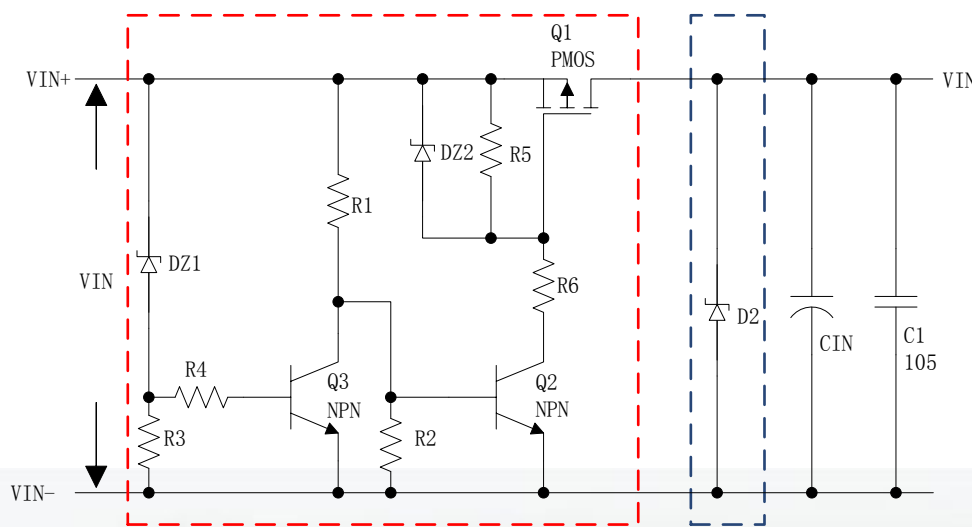 Q1
PMOS
VIN+
VIN
DZ2
R5
R1
DZ1
VIN
R6
D2
CIN
C1
105
R4
Q3
NPN
Q2
NPN
R3
R2
VIN-